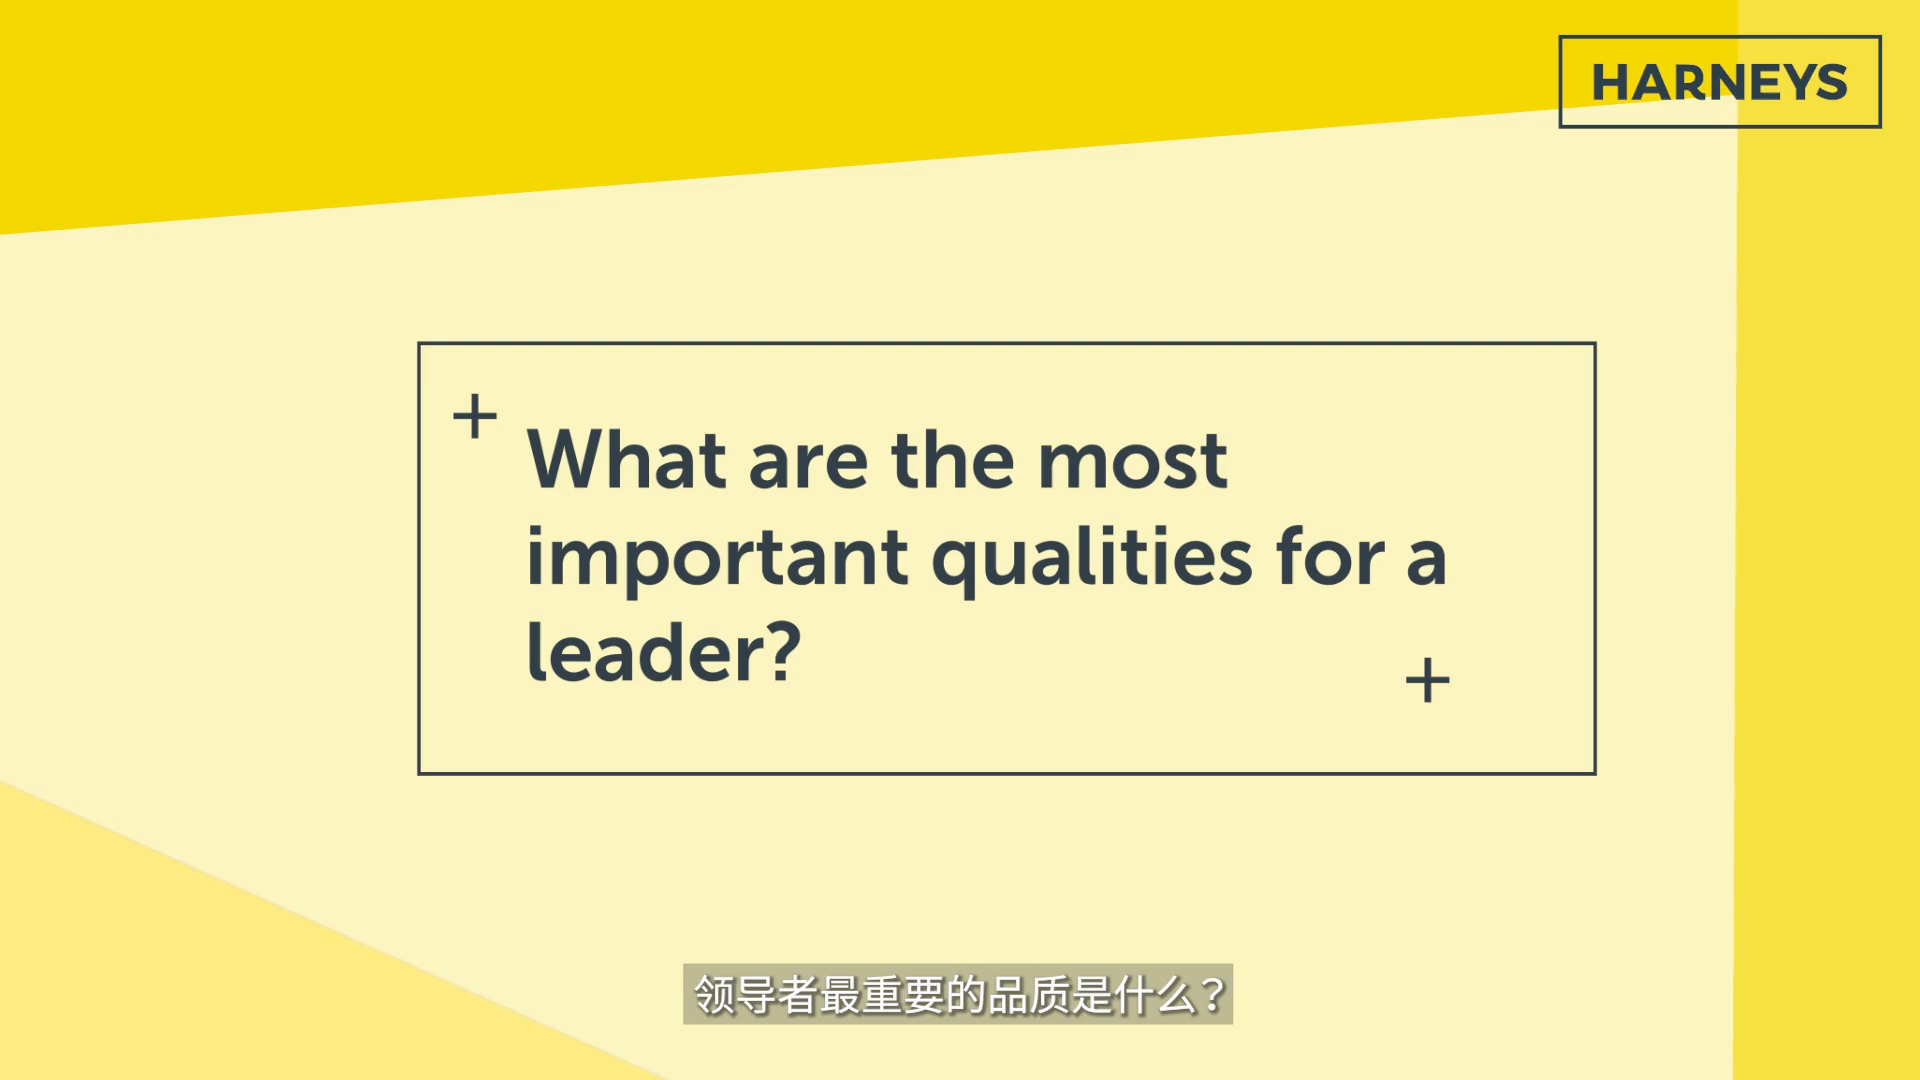 HARNEYS
What are the most
important qualities for a
leader?
领导者最重要的品质是什么？